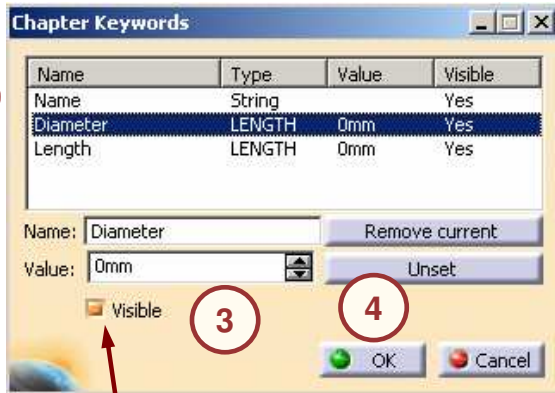 Chapter Keywords
Name Type Value Visible
Name String Yes
Diameter LENGTH 0mm Yes
Length LENGTH 0mm Yes
Name: Diameter Remove current
Value: 0mm Unset
Visible 3 4
OK Cancel